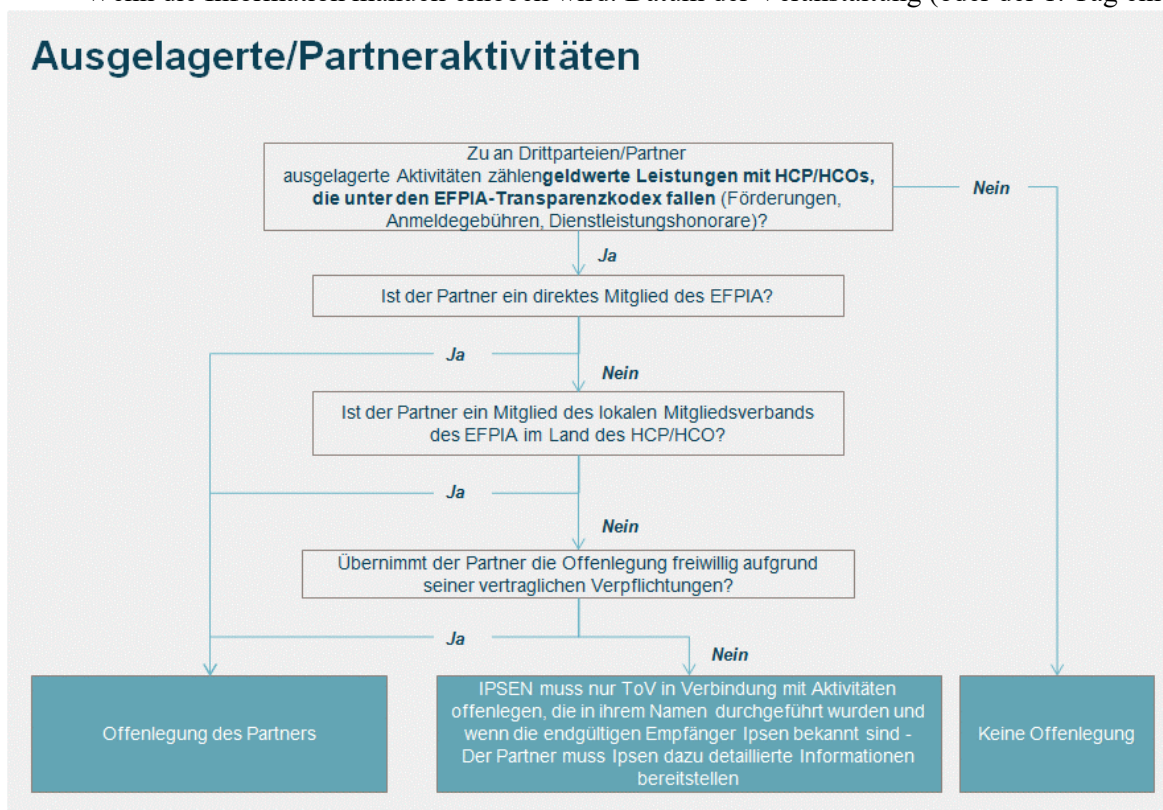 Ausgelagerte/Partneraktivitäten
Zu an Drittparteien/Partner
ausgelagerte Aktivitäten zählengeldwerte Leistungen mit HCP/HCOs,
die unter den EFPIA-Transparenzkodex fallen (Förderungen,
Anmeldegebühren, Dienstleistungshonorare)?
Nein
Ja
Ist der Partner ein direktes Mitglied des EFPIA?
Ja
Nein
Ist der Partner ein Mitglied des lokalen Mitgliedsverbands
des EFPIA im Land des HCP/HCO?
Ja
Nein
Übernimmt der Partner die Offenlegung freiwillig aufgrund
seiner vertraglichen Verpflichtungen?
Ja
Nein
Offenlegung des Partners
IPSEN muss nur ToV in Verbindung mit Aktivitäten
offenlegen, die in ihrem Namen durchgeführt wurden und
wenn die endgültigen Empfänger Ipsen bekannt sind -
Der Partner muss Ipsen dazu detaillierte Informationen
bereitstellen
Keine Offenlegung